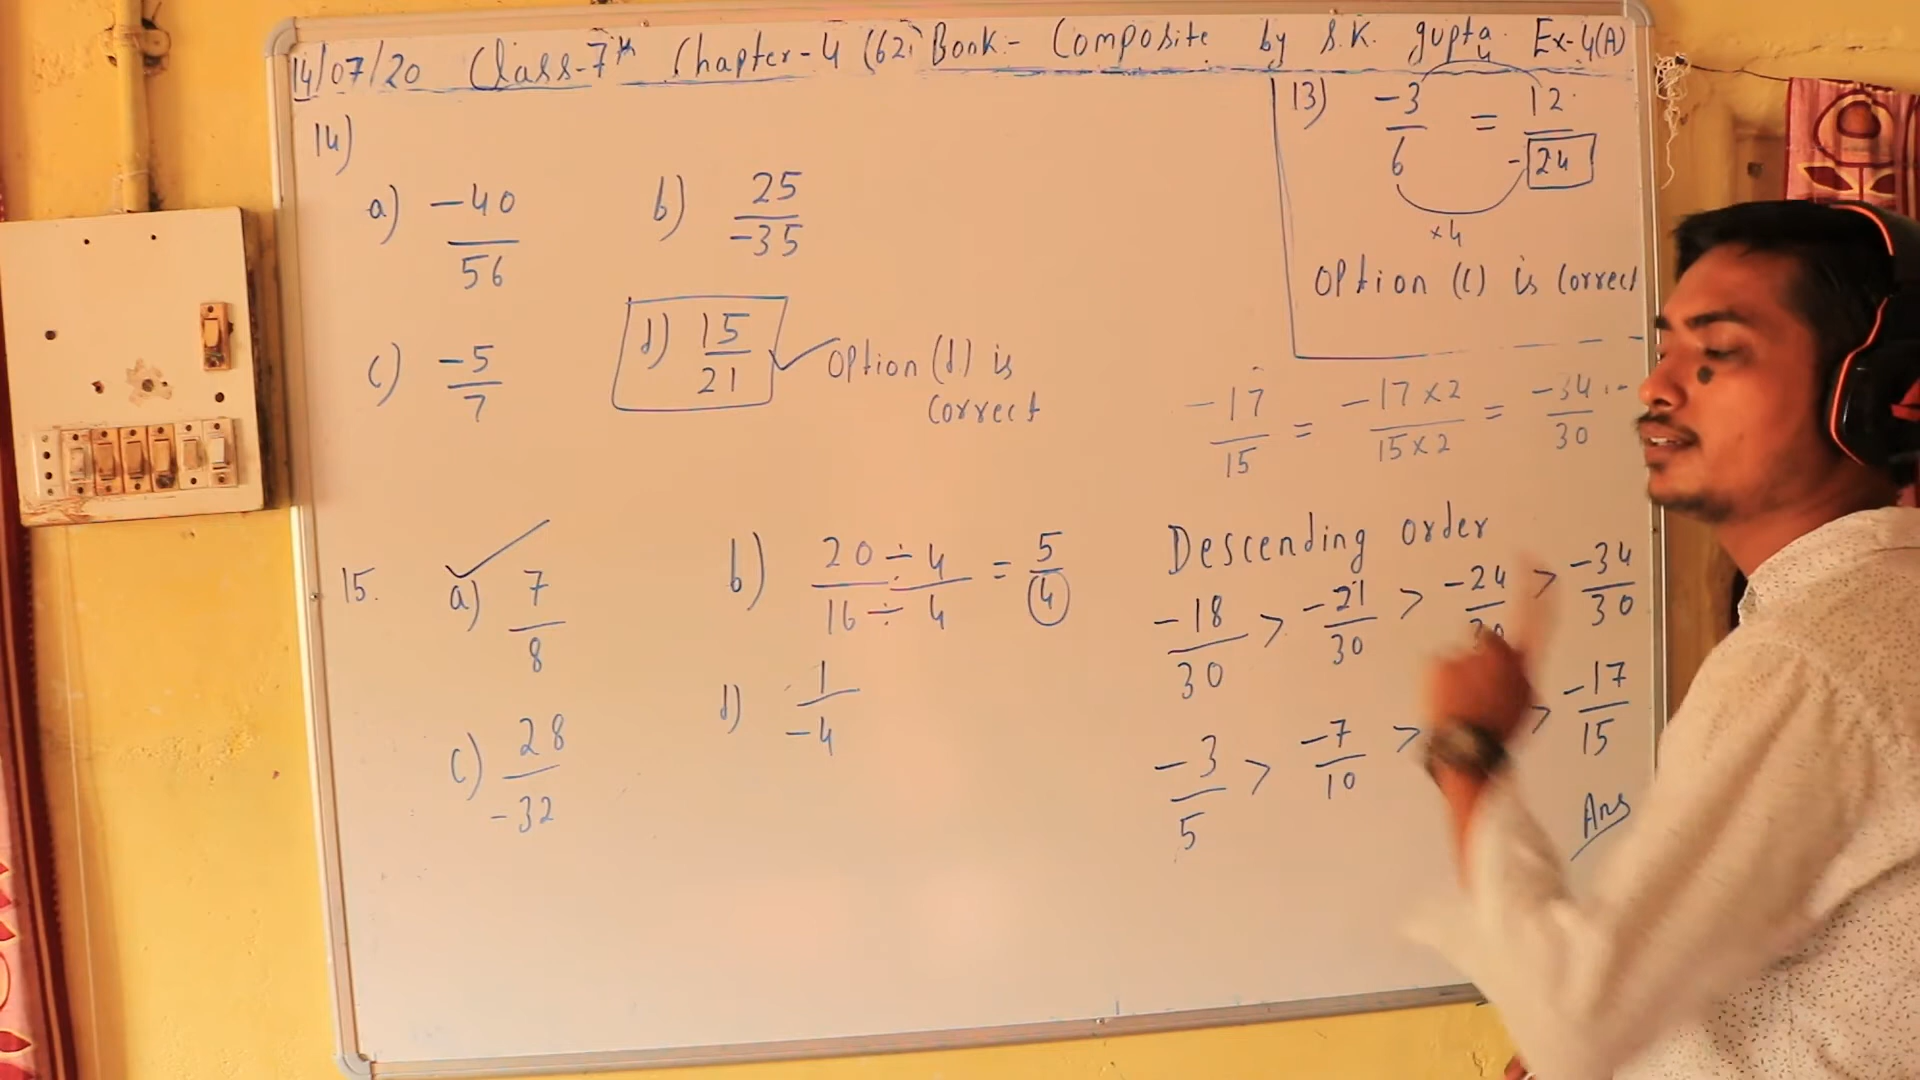 14/07/20 Class-7th Chapter-4 (62) Book:- Composite by S.K. gupta. Ex-4(A)
14)
a) -40/56 b) 25/-35
c) -5/7 d) 15/21 ✓ Option (d) is
correct
15. ✓ a) 7/8 b) 20÷4/16÷4 = 5/4
c) 28/-32 d) 1/-4
13) -3/6 = 12/-24
4
×4
Option (c) is correct
-17/15 = -17×2/15×2 = -34/30
Descending order
-18/30 > -21/30 > -24/30 > -34/30
-3/5 > -7/10 > > -17/15
Ans